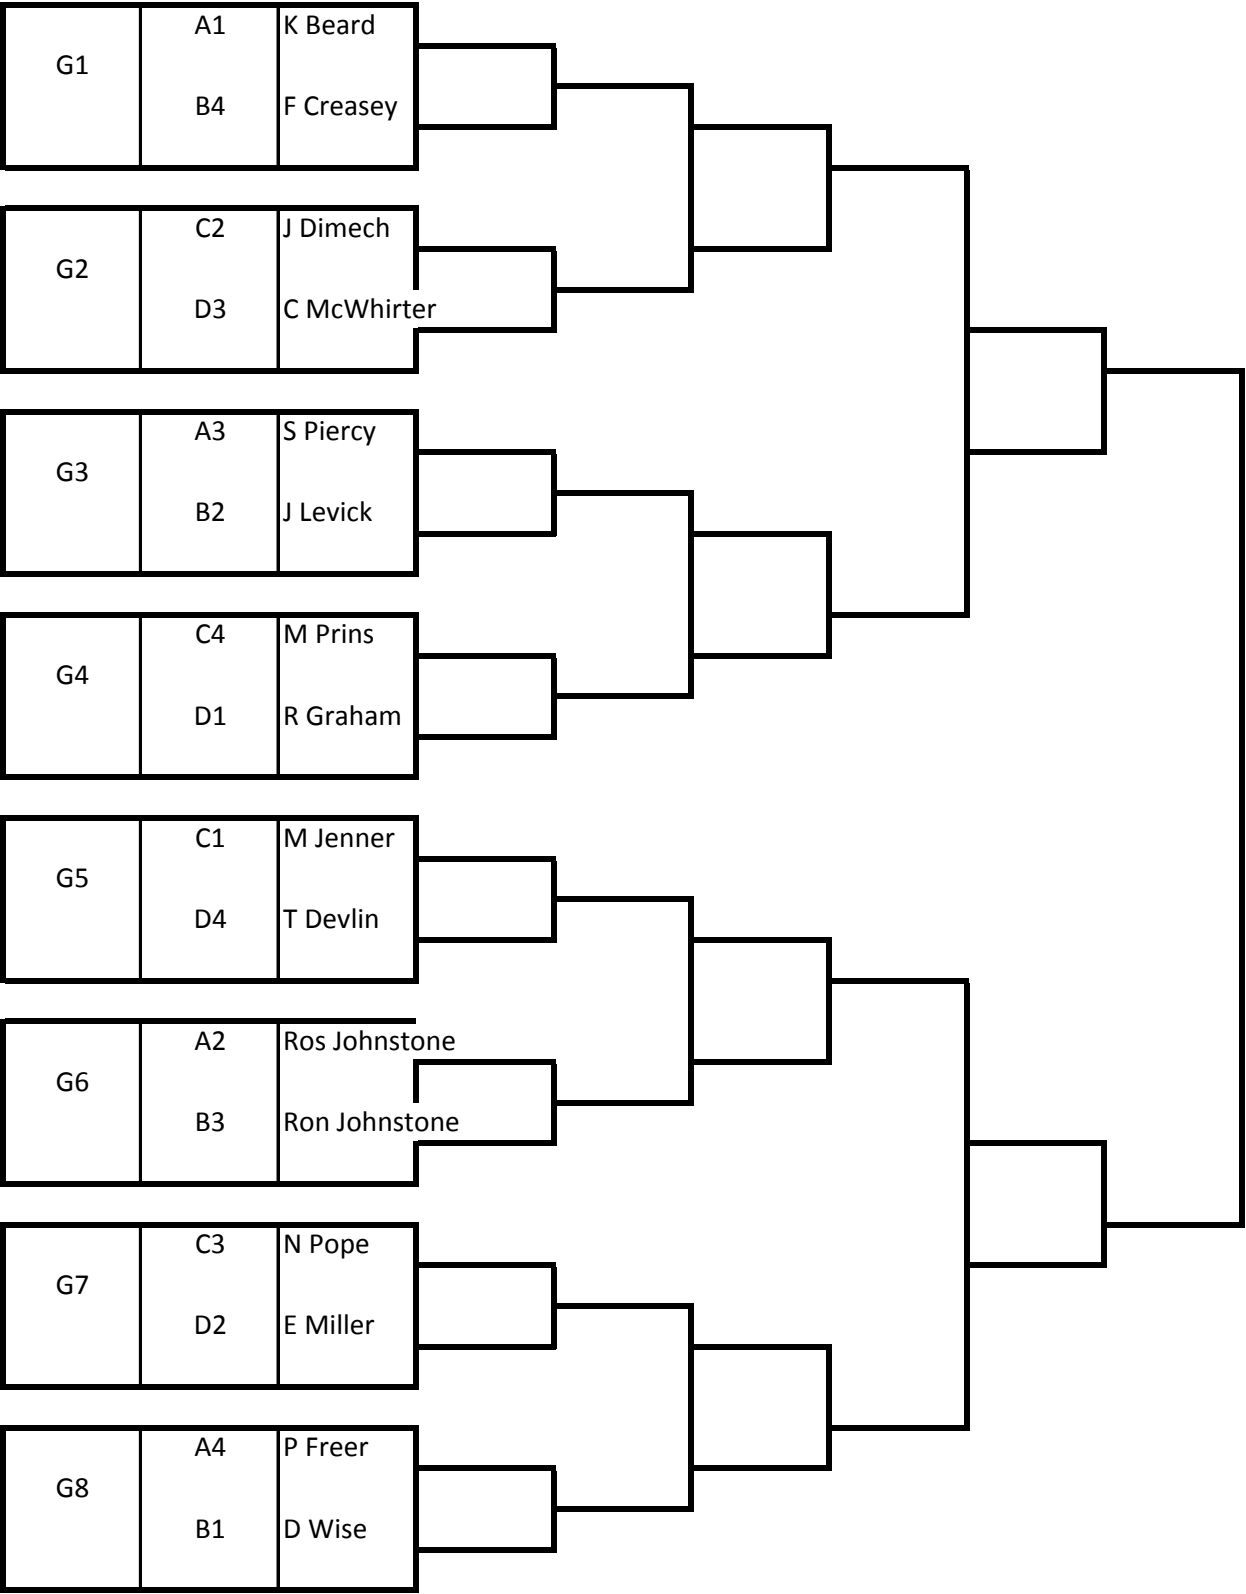 A1 K Beard
G1
B4 F Creasey
C2 J Dimech
G2
D3 C McWhirter
A3 S Piercy
G3
B2 J Levick
C4 M Prins
G4
D1 R Graham
C1 M Jenner
G5
D4 T Devlin
A2 Ros Johnstone
G6
B3 Ron Johnstone
C3 N Pope
G7
D2 E Miller
A4 P Freer
G8
B1 D Wise